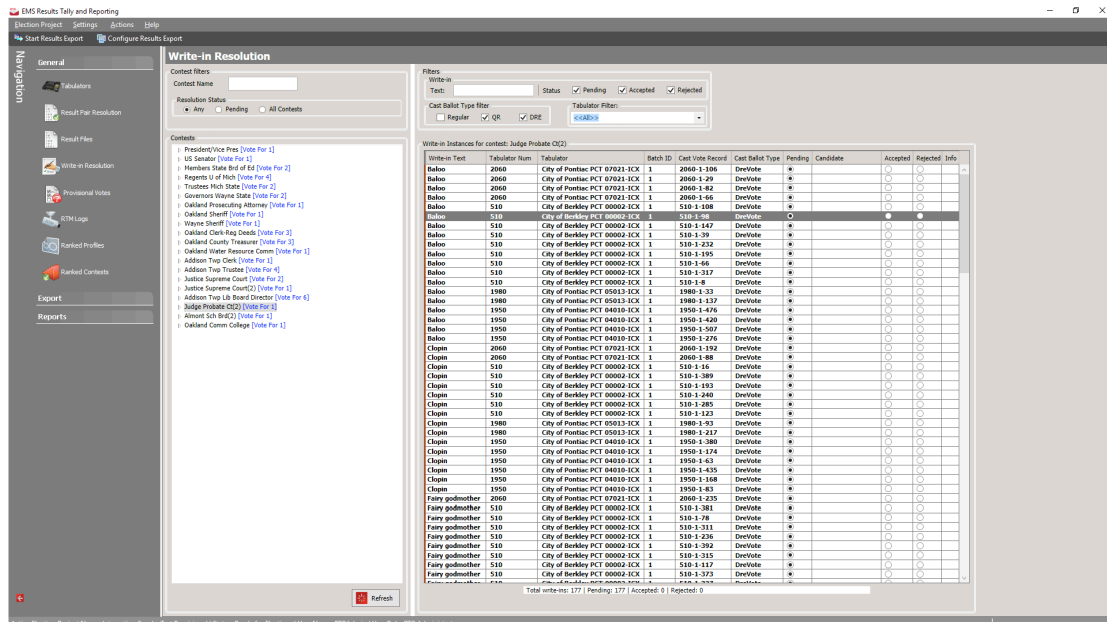 EMS Results Tally and Reporting
Election Project Settings Actions Help
Start Results Export Configure Results Export
Navigation
General
Tabulators
Result Pair Resolution
Result Files
Write-in Resolution
Provisional Votes
RTM Logs
Ranked Profiles
Ranked Contests
Export
Reports
Write-in Resolution
Contest filters
Contest Name
Resolution Status
Any Pending All Contests
Contests
President/Vice Pres [Vote For 1]
US Senator [Vote For 1]
Members State Brd of Ed [Vote For 2]
Regents U of Mich [Vote For 4]
Trustees Mich State [Vote For 2]
Governors Wayne State [Vote For 2]
Oakland Prosecuting Attorney [Vote For 1]
Oakland Sheriff [Vote For 1]
Wayne Sheriff [Vote For 1]
Oakland Clerk-Reg Deeds [Vote For 3]
Oakland County Treasurer [Vote For 3]
Oakland Water Resource Comm [Vote For 1]
Addison Twp Clerk [Vote For 1]
Addison Twp Trustee [Vote For 4]
Justice Supreme Court [Vote For 2]
Justice Supreme Court(2) [Vote For 1]
Addison Twp Lib Board Director [Vote For 6]
Judge Probate Ct(2) [Vote For 1]
Almont Sch Brd(2) [Vote For 1]
Oakland Comm College [Vote For 1]
Refresh
Filters
Write-in
Text: Status Pending Accepted Rejected
Cast Ballot Type filter
Regular QR DRE
Tabulator Filter:
<<All>>
Write-in Instances for contest: Judge Probate Ct(2)
Write-in Text Tabulator Num Tabulator Batch ID Cast Vote Record Cast Ballot Type Pending Candidate Accepted Rejected Info
Baloo 2060 City of Pontiac PCT 07021-ICX 1 2060-1-106 DreVote
Baloo 2060 City of Pontiac PCT 07021-ICX 1 2060-1-29 DreVote
Baloo 2060 City of Pontiac PCT 07021-ICX 1 2060-1-82 DreVote
Baloo 2060 City of Pontiac PCT 07021-ICX 1 2060-1-66 DreVote
Baloo 510 City of Berkley PCT 00002-ICX 1 510-1-108 DreVote
Baloo 510 City of Berkley PCT 00002-ICX 1 510-1-98 DreVote
Baloo 510 City of Berkley PCT 00002-ICX 1 510-1-147 DreVote
Baloo 510 City of Berkley PCT 00002-ICX 1 510-1-39 DreVote
Baloo 510 City of Berkley PCT 00002-ICX 1 510-1-232 DreVote
Baloo 510 City of Berkley PCT 00002-ICX 1 510-1-195 DreVote
Baloo 510 City of Berkley PCT 00002-ICX 1 510-1-66 DreVote
Baloo 510 City of Berkley PCT 00002-ICX 1 510-1-317 DreVote
Baloo 510 City of Berkley PCT 00002-ICX 1 510-1-8 DreVote
Baloo 1980 City of Pontiac PCT 05013-ICX 1 1980-1-33 DreVote
Baloo 1980 City of Pontiac PCT 05013-ICX 1 1980-1-137 DreVote
Baloo 1950 City of Pontiac PCT 04010-ICX 1 1950-1-476 DreVote
Baloo 1950 City of Pontiac PCT 04010-ICX 1 1950-1-420 DreVote
Baloo 1950 City of Pontiac PCT 04010-ICX 1 1950-1-507 DreVote
Baloo 1950 City of Pontiac PCT 04010-ICX 1 1950-1-276 DreVote
Clopin 2060 City of Pontiac PCT 07021-ICX 1 2060-1-192 DreVote
Clopin 2060 City of Pontiac PCT 07021-ICX 1 2060-1-88 DreVote
Clopin 510 City of Berkley PCT 00002-ICX 1 510-1-16 DreVote
Clopin 510 City of Berkley PCT 00002-ICX 1 510-1-389 DreVote
Clopin 510 City of Berkley PCT 00002-ICX 1 510-1-193 DreVote
Clopin 510 City of Berkley PCT 00002-ICX 1 510-1-240 DreVote
Clopin 510 City of Berkley PCT 00002-ICX 1 510-1-285 DreVote
Clopin 510 City of Berkley PCT 00002-ICX 1 510-1-123 DreVote
Clopin 1980 City of Pontiac PCT 05013-ICX 1 1980-1-93 DreVote
Clopin 1980 City of Pontiac PCT 05013-ICX 1 1980-1-217 DreVote
Clopin 1950 City of Pontiac PCT 04010-ICX 1 1950-1-380 DreVote
Clopin 1950 City of Pontiac PCT 04010-ICX 1 1950-1-174 DreVote
Clopin 1950 City of Pontiac PCT 04010-ICX 1 1950-1-63 DreVote
Clopin 1950 City of Pontiac PCT 04010-ICX 1 1950-1-435 DreVote
Clopin 1950 City of Pontiac PCT 04010-ICX 1 1950-1-168 DreVote
Clopin 1950 City of Pontiac PCT 04010-ICX 1 1950-1-83 DreVote
Fairy godmother 2060 City of Pontiac PCT 07021-ICX 1 2060-1-235 DreVote
Fairy godmother 510 City of Berkley PCT 00002-ICX 1 510-1-381 DreVote
Fairy godmother 510 City of Berkley PCT 00002-ICX 1 510-1-78 DreVote
Fairy godmother 510 City of Berkley PCT 00002-ICX 1 510-1-311 DreVote
Fairy godmother 510 City of Berkley PCT 00002-ICX 1 510-1-236 DreVote
Fairy godmother 510 City of Berkley PCT 00002-ICX 1 510-1-392 DreVote
Fairy godmother 510 City of Berkley PCT 00002-ICX 1 510-1-315 DreVote
Fairy godmother 510 City of Berkley PCT 00002-ICX 1 510-1-117 DreVote
Fairy godmother 510 City of Berkley PCT 00002-ICX 1 510-1-373 DreVote
Total write-ins: 177 | Pending: 177 | Accepted: 0 | Rejected: 0